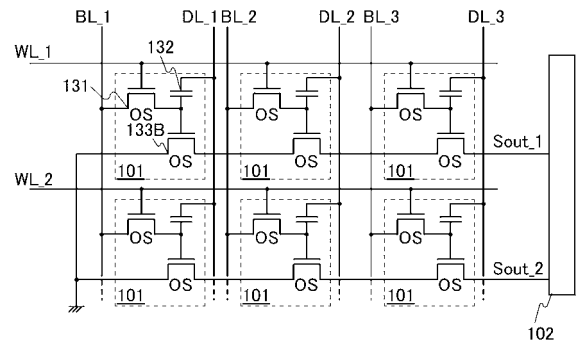 BL_1 DL_1 BL_2 DL_2 BL_3 DL_3
WL_1
131 132
OS OS OS
133B
OS OS OS Sout_1
101 101 101
WL_2
OS OS OS
OS OS OS Sout_2
101 101 101
102